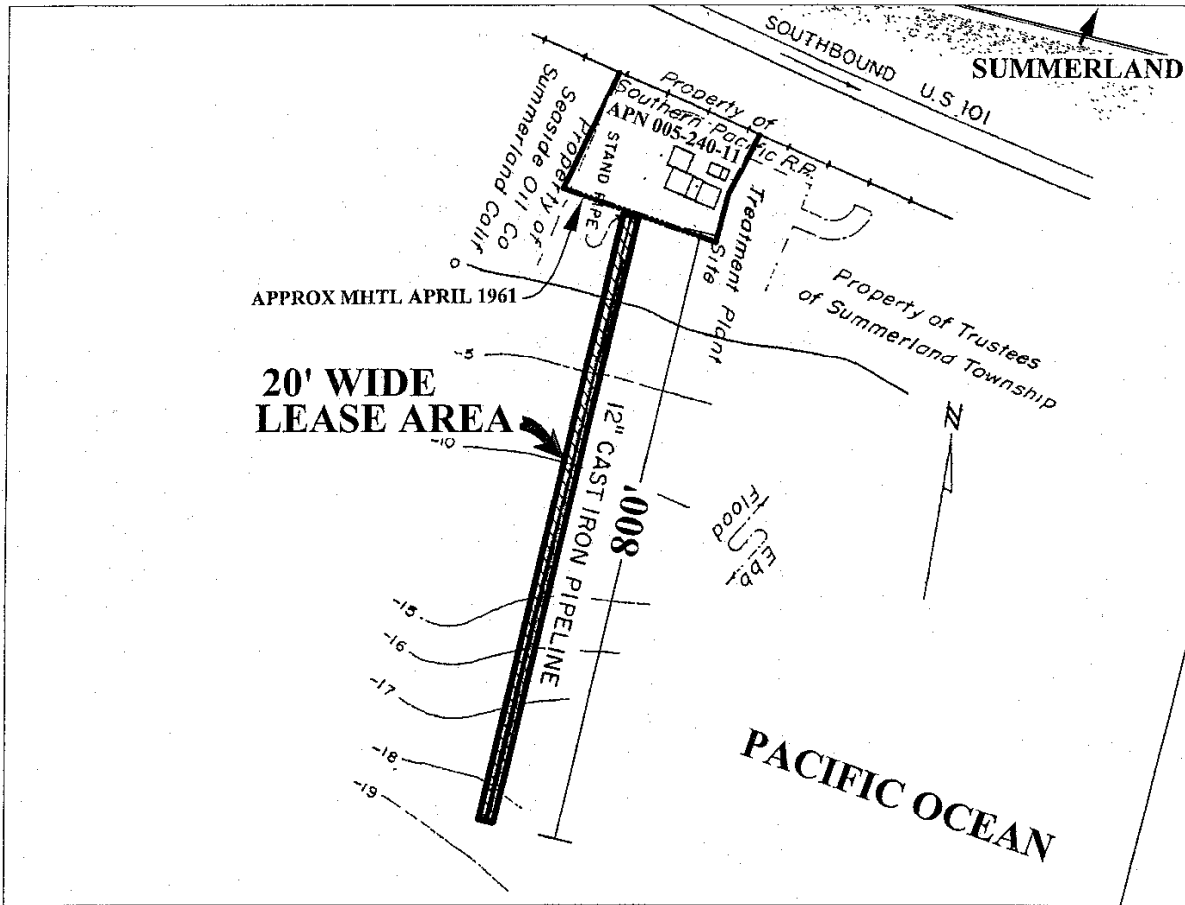 SOUTHBOUND
U.S. 101
SUMMERLAND
Property of
Southern Pacific R.R.
APN 005-240-11
STAND PIPE
Property of
Seaside Oil Co
Summerland Calif
Treatment Plant
Site
Property of Trustees
of Summerland Township
0
APPROX MHTL APRIL 1961
-5
20' WIDE
LEASE AREA
-10
12" CAST IRON PIPELINE
800'
N
Flood
Ebb
-15
-16
-17
-18
-19
PACIFIC OCEAN